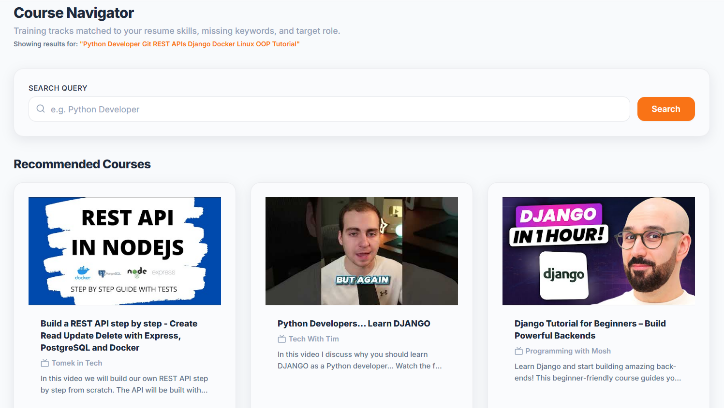 Course Navigator
Training tracks matched to your resume skills, missing keywords, and target role.
Showing results for: "Python Developer Git REST APIs Django Docker Linux OOP Tutorial"
SEARCH QUERY
e.g. Python Developer
Search
Recommended Courses
REST API
IN NODEJS
docker
PostgreSQL
node
express
STEP BY STEP GUIDE WITH TESTS
Build a REST API step by step - Create
Read Update Delete with Express,
PostgreSQL and Docker
Tomek in Tech
In this video we will build our own REST API step
by step from scratch. The API will be built with...
BUT AGAIN
Python Developers... Learn DJANGO
Tech With Tim
In this video I discuss why you should learn
DJANGO as a Python developer... Watch the f...
DJANGO
IN 1 HOUR!
django
Django Tutorial for Beginners – Build
Powerful Backends
Programming with Mosh
Learn Django and start building amazing back-
ends! This beginner-friendly course guides yo...